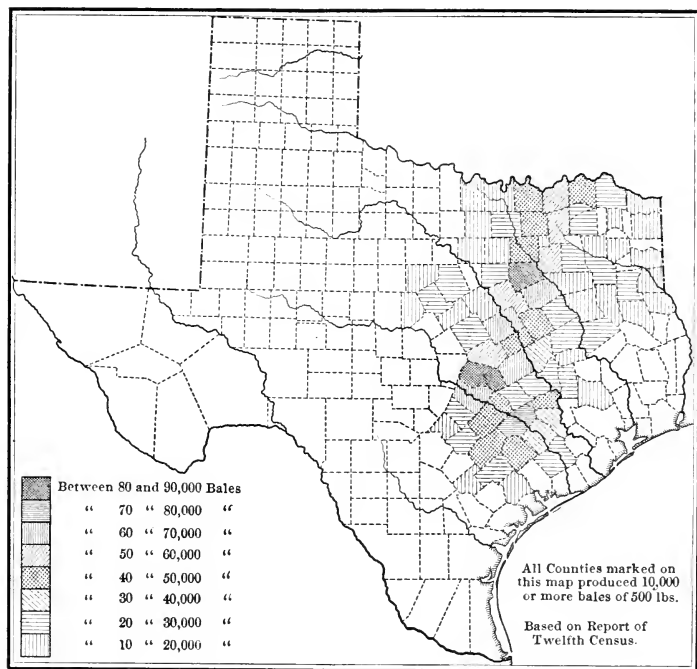 Between 80 and 90,000 Bales
“ 70 “ 80,000 “
“ 60 “ 70,000 “
“ 50 “ 60,000 “
“ 40 “ 50,000 “
“ 30 “ 40,000 “
“ 20 “ 30,000 “
“ 10 “ 20,000 “
All Counties marked on
this map produced 10,000
or more bales of 500 lbs.
Based on Report of
Twelfth Census.